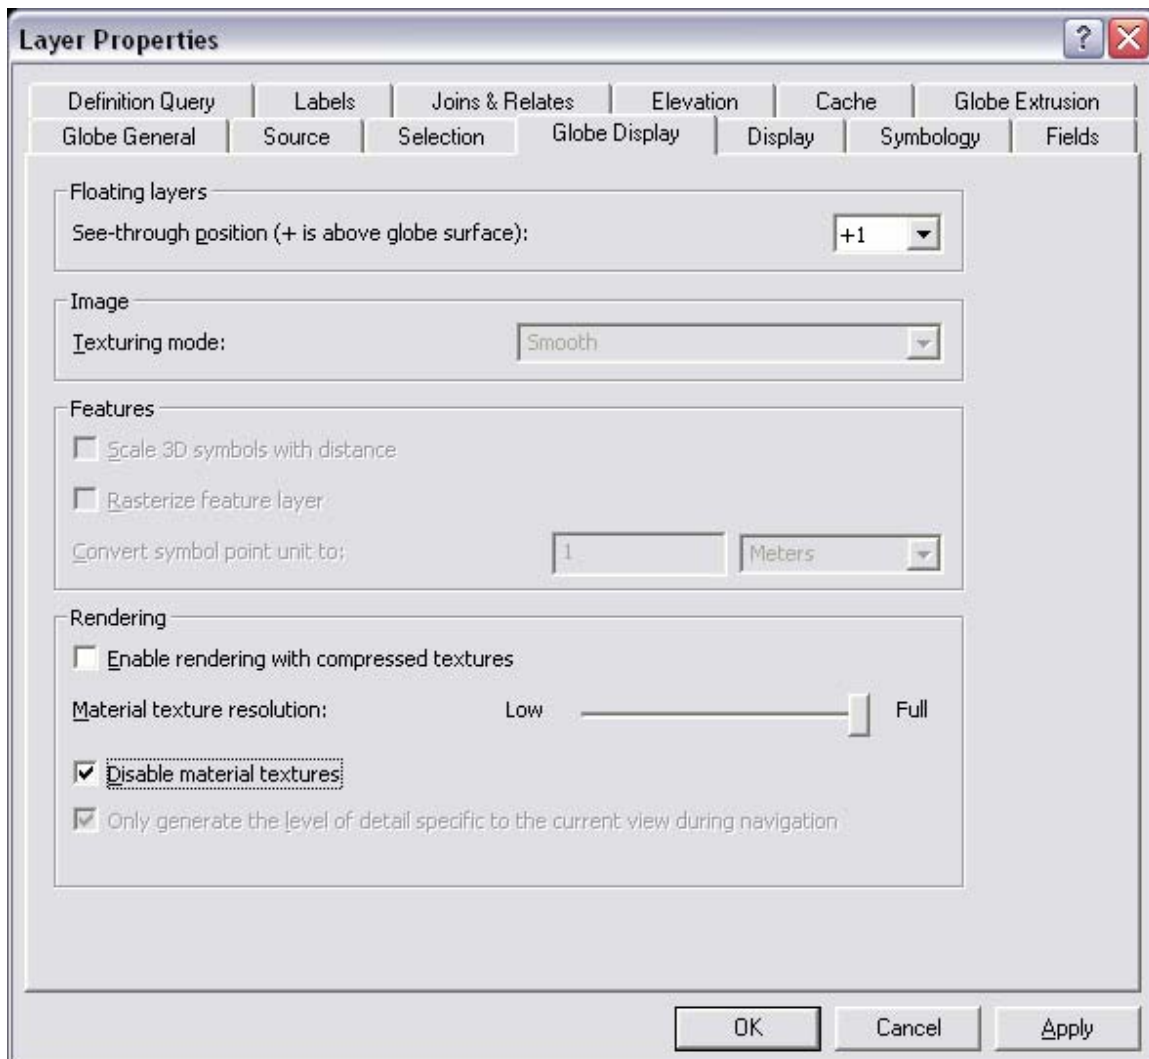 Layer Properties
Definition Query Labels Joins & Relates Elevation Cache Globe Extrusion
Globe General Source Selection Globe Display Display Symbology Fields
Floating layers
See-through position (+ is above globe surface): +1
Image
Texturing mode: Smooth
Features
Scale 3D symbols with distance
Rasterize feature layer
Convert symbol point unit to: 1 Meters
Rendering
Enable rendering with compressed textures
Material texture resolution: Low Full
Disable material textures
Only generate the level of detail specific to the current view during navigation
OK Cancel Apply